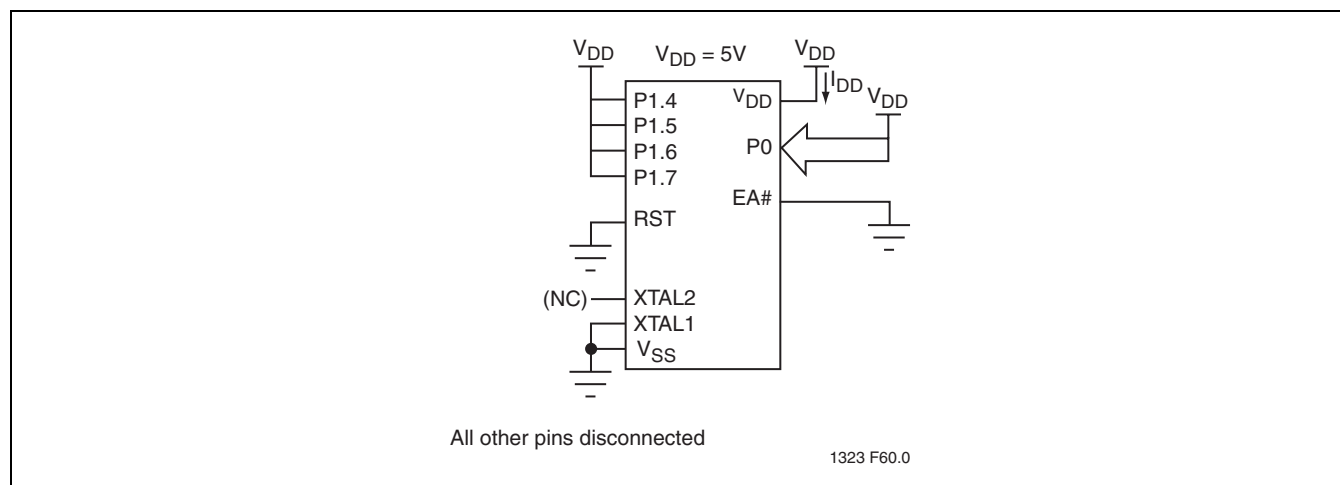 VDD
VDD = 5V
VDD
IDD
VDD
P1.4
P1.5
P1.6
P1.7
RST
(NC)
XTAL2
XTAL1
VSS
VDD
P0
EA#
All other pins disconnected
1323 F60.0